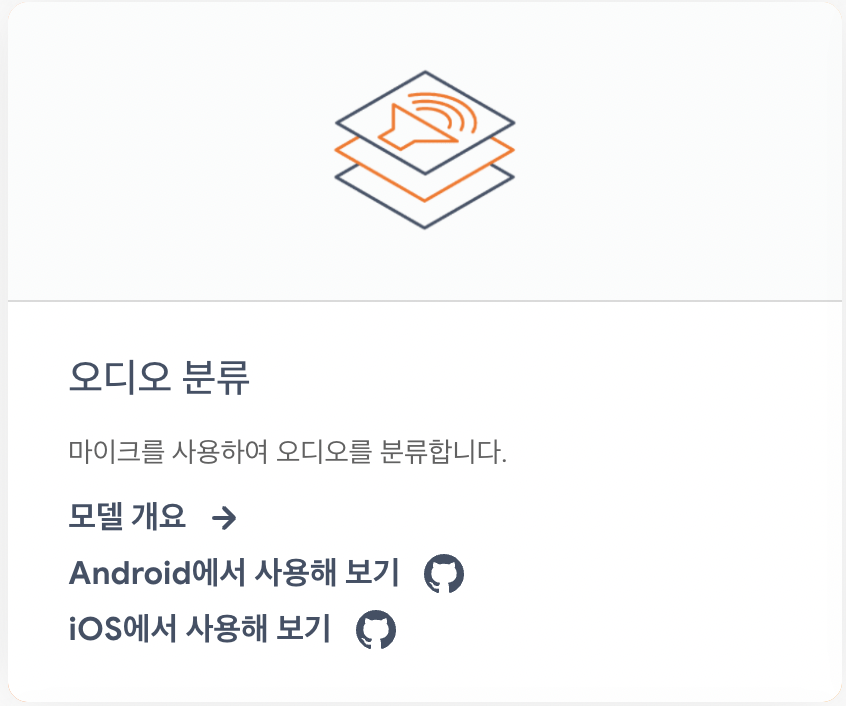 오디오 분류
마이크를 사용하여 오디오를 분류합니다.
모델 개요
Android에서 사용해 보기
iOS에서 사용해 보기